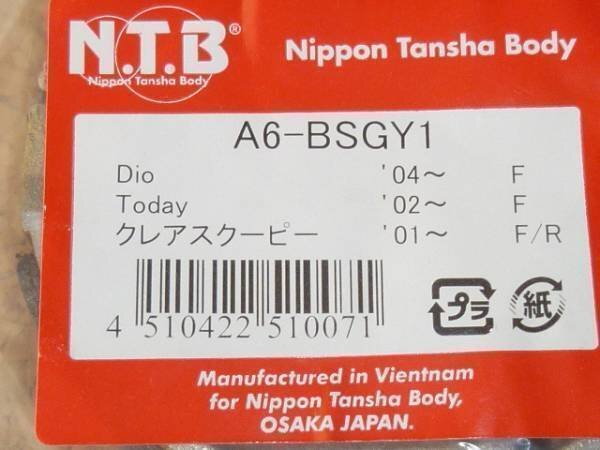 N.T.B®
Nippon Tansha Body
Nippon Tansha Body
A6-BSGY1
Dio '04～ F
Today '02～ F
クレアスクーピー '01～ F/R
4 510422 510071
プラ 紙
Manufactured in Vientnam
for Nippon Tansha Body,
OSAKA JAPAN.